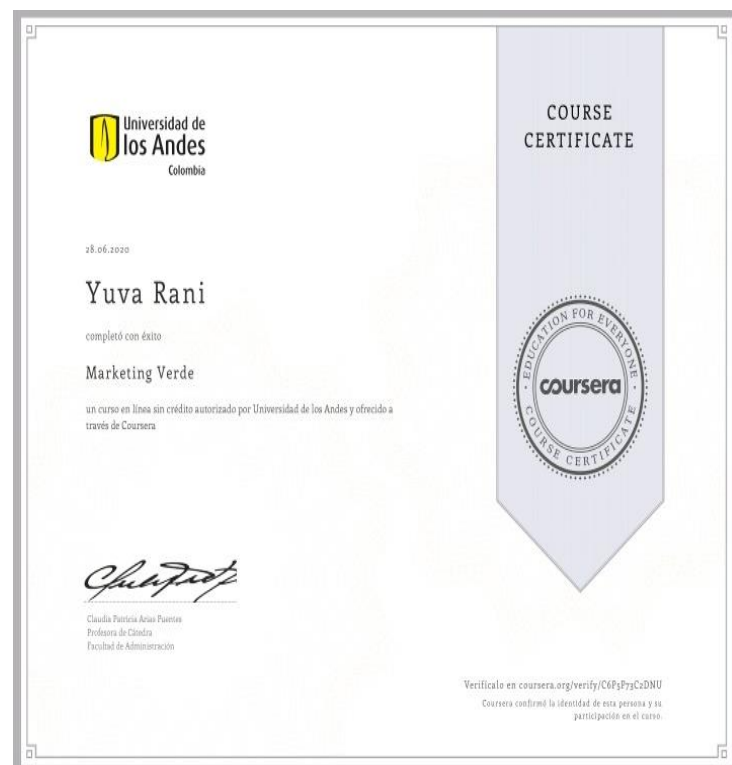 Universidad de
los Andes
Colombia
COURSE
CERTIFICATE
28.06.2020
Yuva Rani
completó con éxito
Marketing Verde
un curso en línea sin crédito autorizado por Universidad de los Andes y ofrecido a
través de Coursera
EDUCATION FOR EVERYONE
coursera
COURSE CERTIFICATE
Claudia Patricia Arias Puentes
Profesora de Cátedra
Facultad de Administración
Verifícalo en coursera.org/verify/C6P3P73C2DNU
Coursera confirmó la identidad de esta persona y su
participación en el curso.